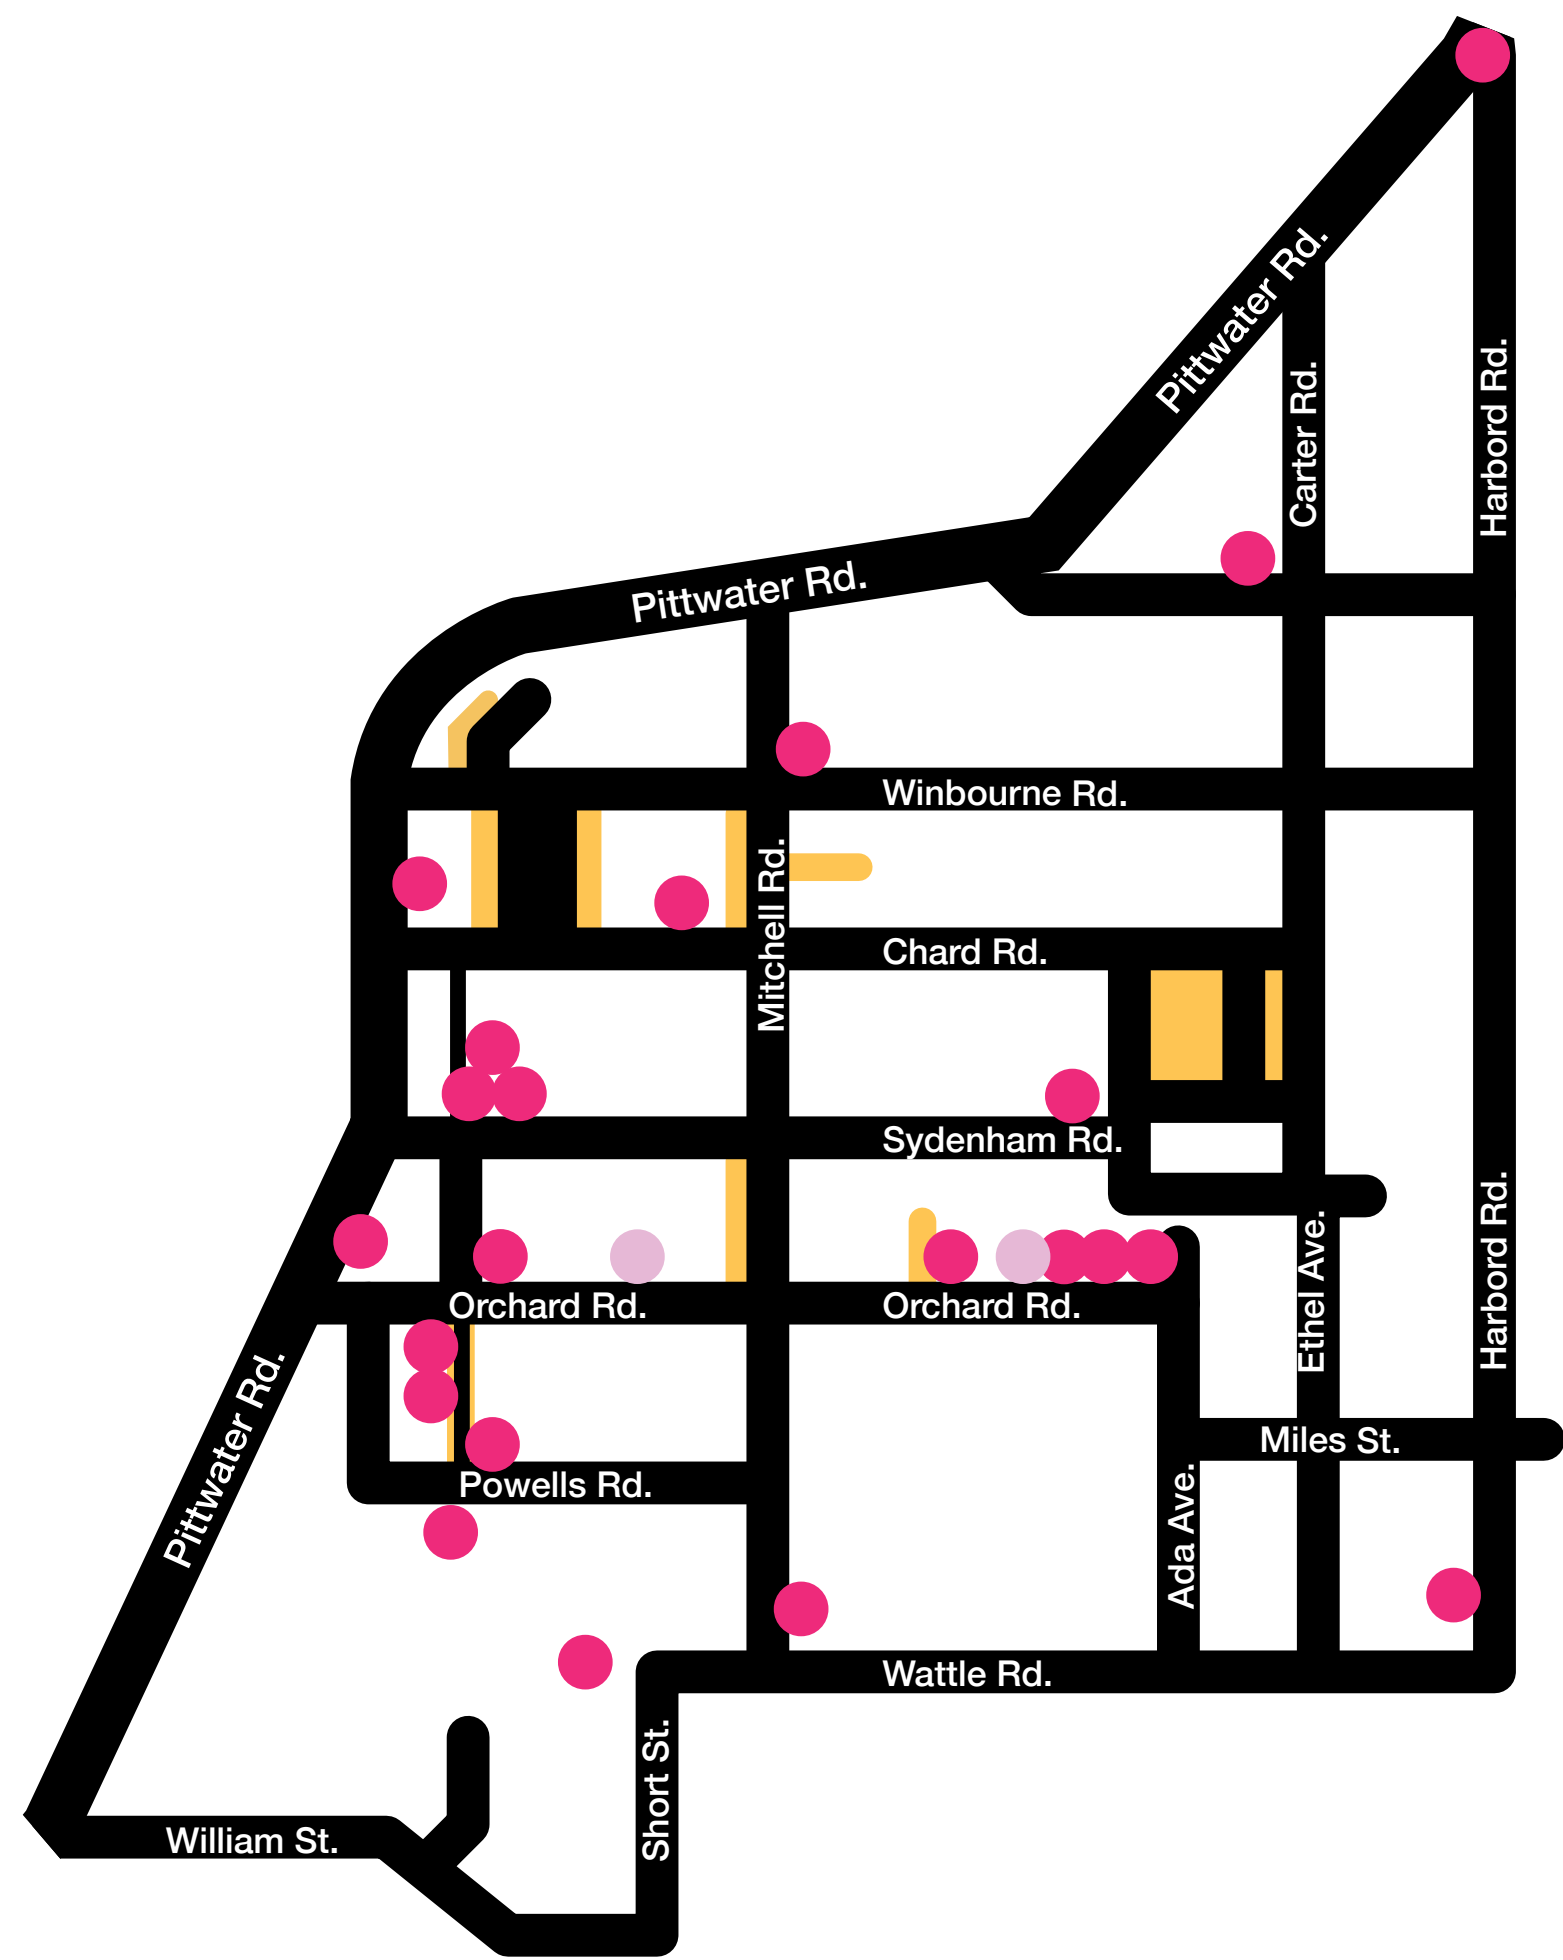 Pittwater Rd.
Carter Rd.
Harbord Rd.
Pittwater Rd.
Winbourne Rd.
Mitchell Rd.
Chard Rd.
Sydenham Rd.
Orchard Rd.
Orchard Rd.
Ethel Ave.
Harbord Rd.
Pittwater Rd.
Miles St.
Powells Rd.
Ada Ave.
Wattle Rd.
Short St.
William St.